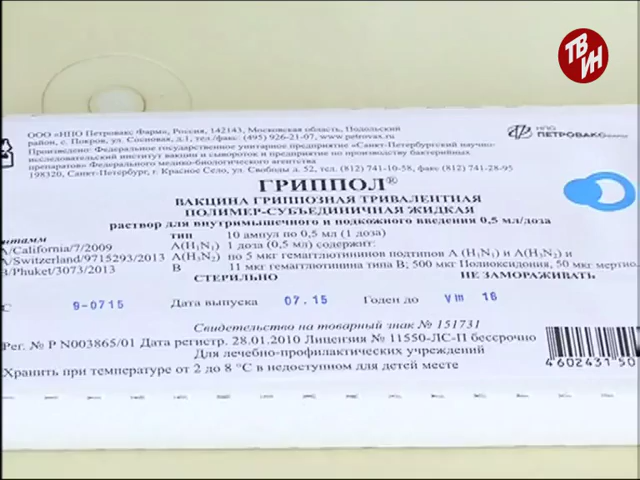 ТВ
ИН
ООО «НПО Петровакс Фарм», Россия, 142143, Московская область, Подольский
район, с. Покров, ул. Сосновая, д.1, тел./факс: (495) 926-21-07, www.petrovax.ru
Произведено: Федеральное государственное унитарное предприятие «Санкт-Петербургский научно-
исследовательский институт вакцин и сывороток и предприятие по производству бактерийных
препаратов» Федерального медико-биологического агентства
198320, Санкт-Петербург, г. Красное Село, ул. Свободы д. 52, тел. (812) 741-10-58, факс (812) 741-28-95
НПО
ПЕТРОВАКС
ГРИППОЛ®
ВАКЦИНА ГРИППОЗНАЯ ТРИВАЛЕНТНАЯ
ПОЛИМЕР-СУБЪЕДИНИЧНАЯ ЖИДКАЯ
раствор для внутримышечного и подкожного введения 0,5 мл/доза
тип 10 ампул по 0,5 мл (1 доза)
/California/7/2009 A(H1N1) 1 доза (0,5 мл) содержит:
/Switzerland/9715293/2013 A(H3N2) по 5 мкг гемагглютининов подтипов A (H1N1) и A(H3N2)
/Phuket/3073/2013 B 11 мкг гемагглютинина типа B; 500 мкг Полиоксидония, 50 мкг
СТЕРИЛЬНО НЕ ЗАМОРАЖИВАТЬ
С 9-0715 Дата выпуска 07.15 Годен до 16
Свидетельство на товарный знак № 151731
Рег. № Р N003865/01 Дата регистр. 28.01.2010 Лицензия № 11550-ЛС-П бессрочно
Для лечебно-профилактических учреждений
Хранить при температуре от 2 до 8 °С в недоступном для детей месте
4602431 50